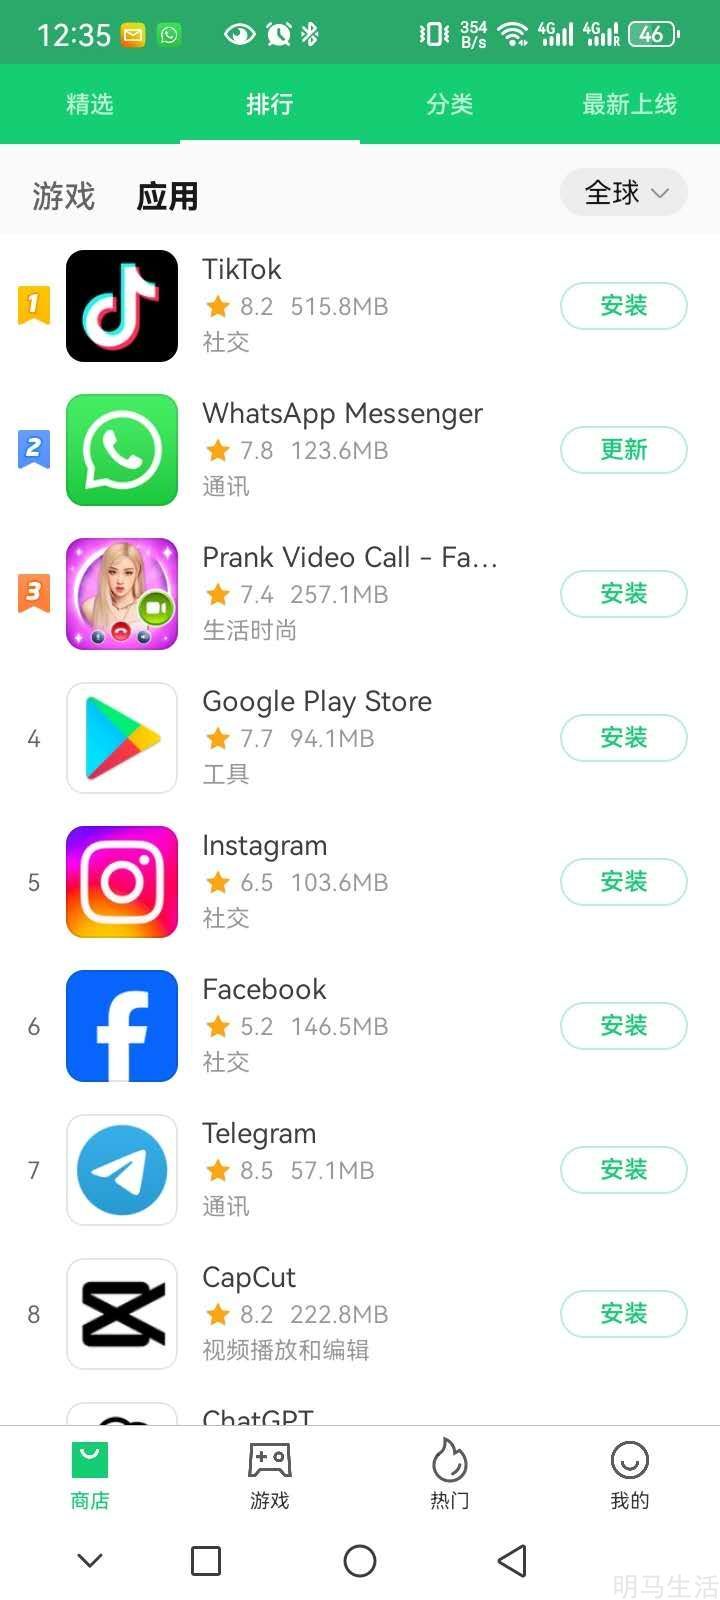 12:35
354 B/s
4G
4G R
46
精选
排行
分类
最新上线
游戏
应用
全球
1
TikTok
8.2 515.8MB
社交
安装
2
WhatsApp Messenger
7.8 123.6MB
通讯
更新
3
Prank Video Call - Fa...
7.4 257.1MB
生活时尚
安装
4
Google Play Store
7.7 94.1MB
工具
安装
5
Instagram
6.5 103.6MB
社交
安装
6
Facebook
5.2 146.5MB
社交
安装
7
Telegram
8.5 57.1MB
通讯
安装
8
CapCut
8.2 222.8MB
视频播放和编辑
安装
ChatGPT
商店
游戏
热门
我的
明马生活